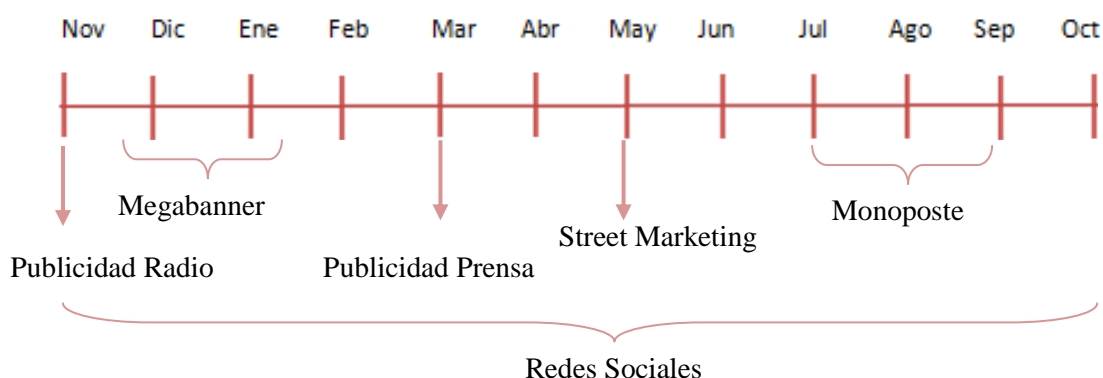 Nov Dic Ene Feb Mar Abr May Jun Jul Ago Sep Oct
Megabanner
Monoposte
Street Marketing
Publicidad Radio
Publicidad Prensa
Redes Sociales